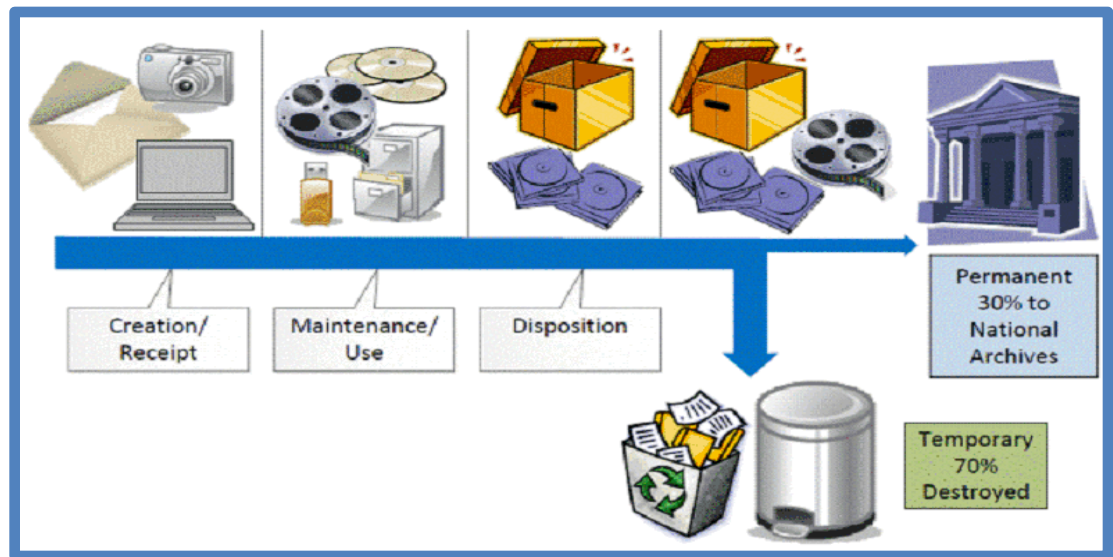 Creation/
Receipt
Maintenance/
Use
Disposition
Permanent
30% to
National
Archives
Temporary
70%
Destroyed